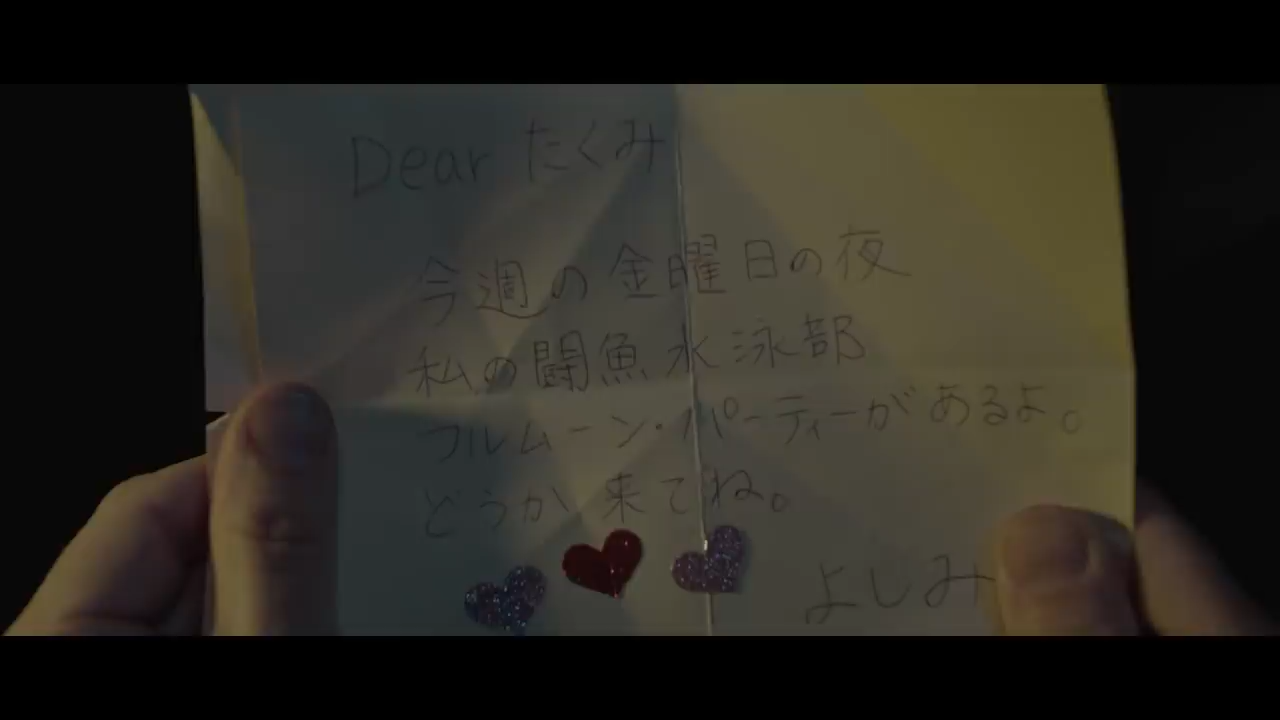 Dear たくみ
今週の金曜日の夜
私の闘魚水泳部
フルムーン・パーティーがあるよ。
どうか来てね。
よしみ